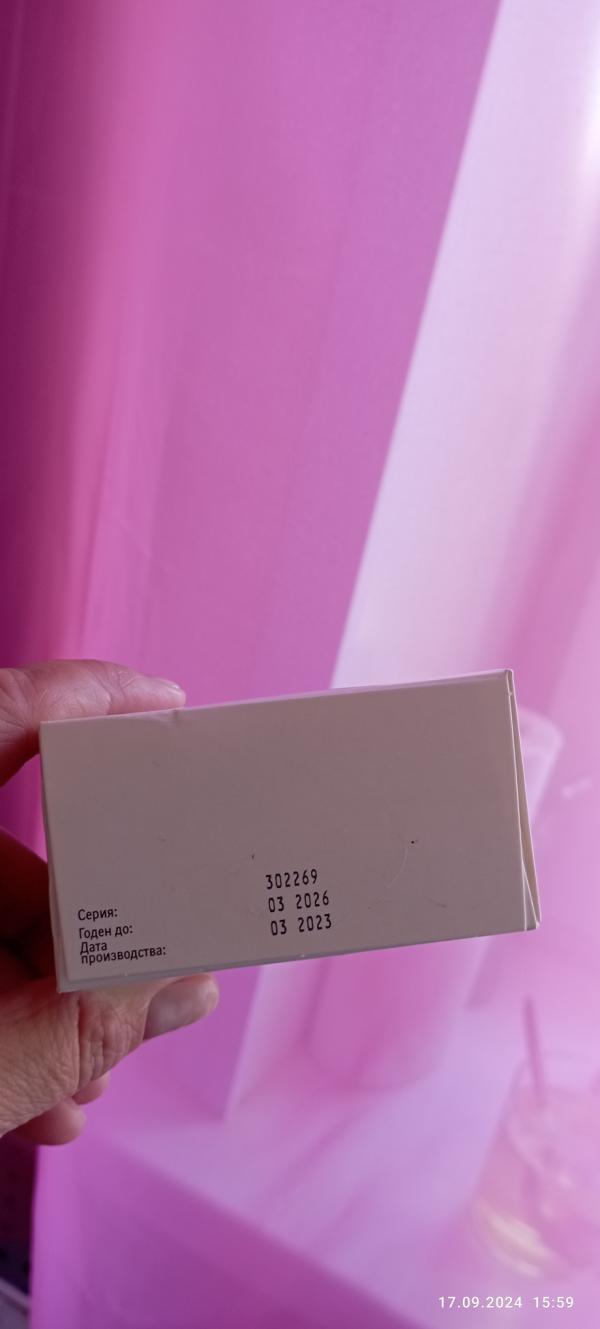 302269
Серия: 03 2026
Годен до: 03 2023
Дата
производства:
17.09.2024 15:59